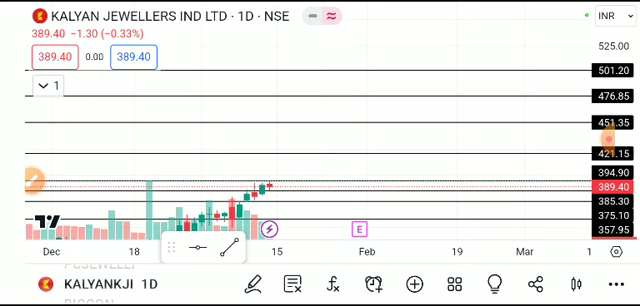 KALYAN JEWELLERS IND LTD · 1D · NSE
INR
389.40 −1.30 (−0.33%)
389.40 0.00 389.40
1
525.00
501.20
476.85
451.35
421.15
394.90
389.40
385.30
375.10
357.95
E
Dec 18 15 Feb 19 Mar 1
KALYANKJI 1D